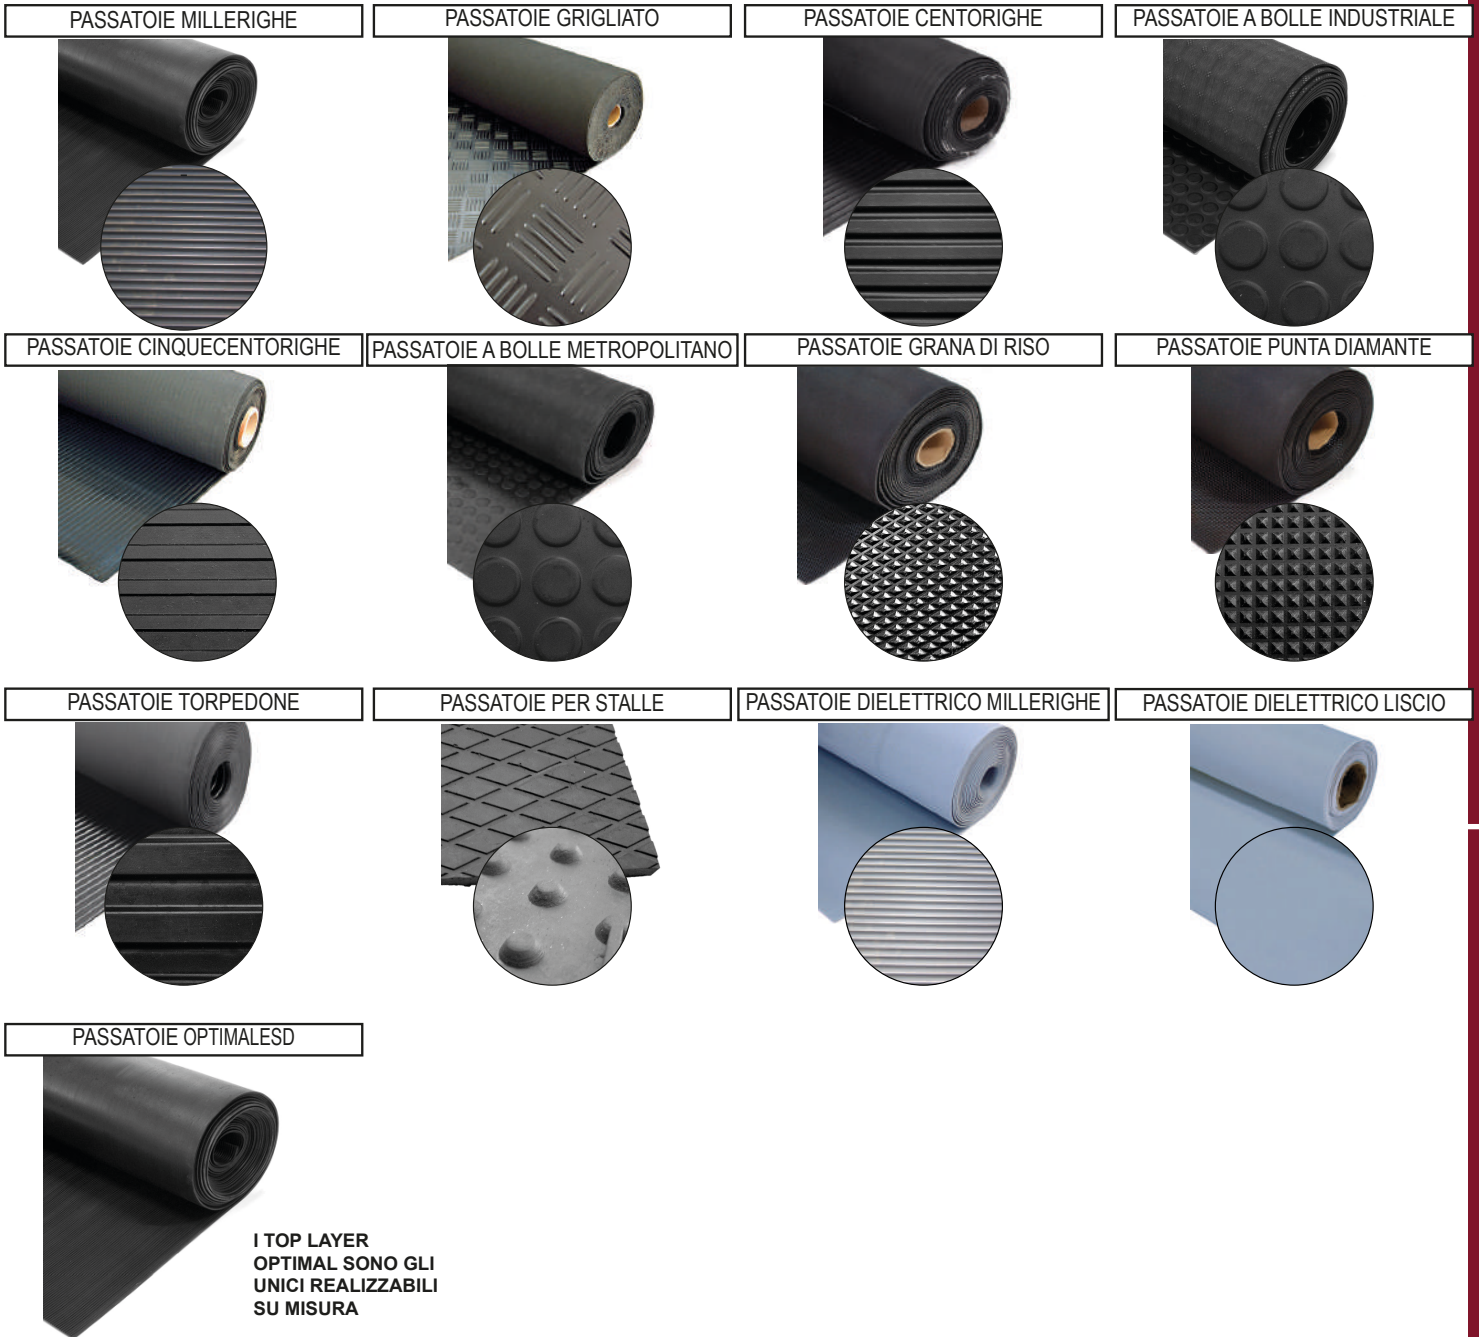 PASSATOIE MILLERIGHE
PASSATOIE GRIGLIATO
PASSATOIE CENTORIGHE
PASSATOIE A BOLLE INDUSTRIALE
PASSATOIE CINQUECENTORIGHE
PASSATOIE A BOLLE METROPOLITANO
PASSATOIE GRANA DI RISO
PASSATOIE PUNTA DIAMANTE
PASSATOIE TORPEDONE
PASSATOIE PER STALLE
PASSATOIE DIELETTRICO MILLERIGHE
PASSATOIE DIELETTRICO LISCIO
PASSATOIE OPTIMALESD
I TOP LAYER
OPTIMAL SONO GLI
UNICI REALIZZABILI
SU MISURA